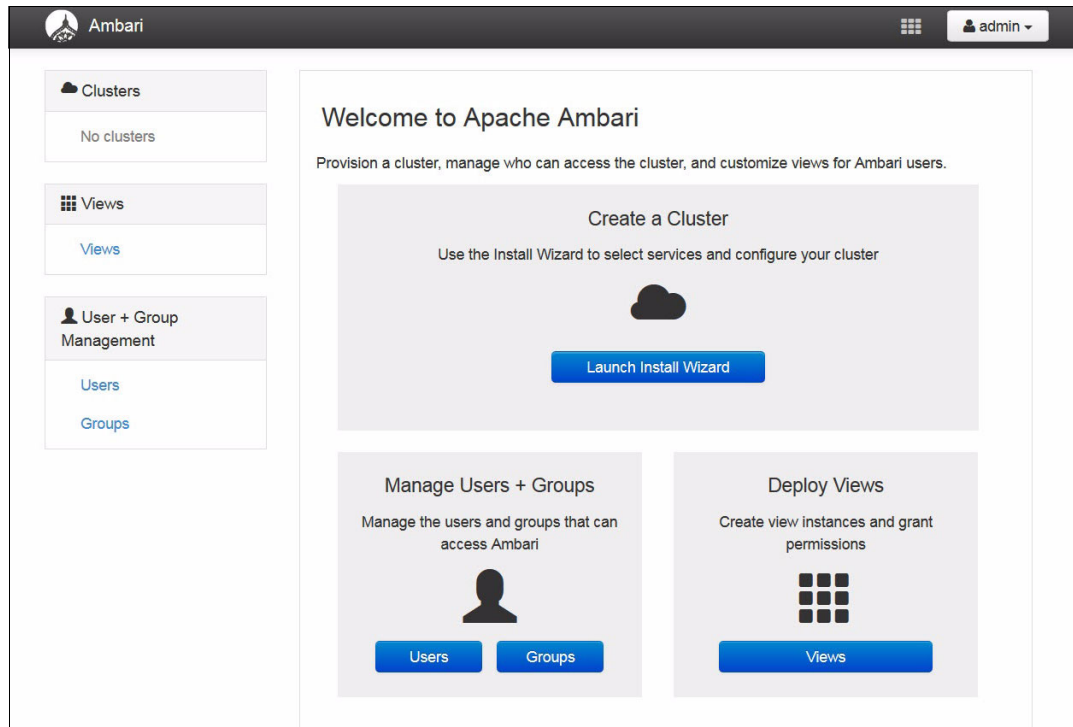 Ambari
admin
Clusters
No clusters
Views
Views
User + Group
Management
Users
Groups
Welcome to Apache Ambari
Provision a cluster, manage who can access the cluster, and customize views for Ambari users.
Create a Cluster
Use the Install Wizard to select services and configure your cluster
Launch Install Wizard
Manage Users + Groups
Manage the users and groups that can
access Ambari
Users
Groups
Deploy Views
Create view instances and grant
permissions
Views